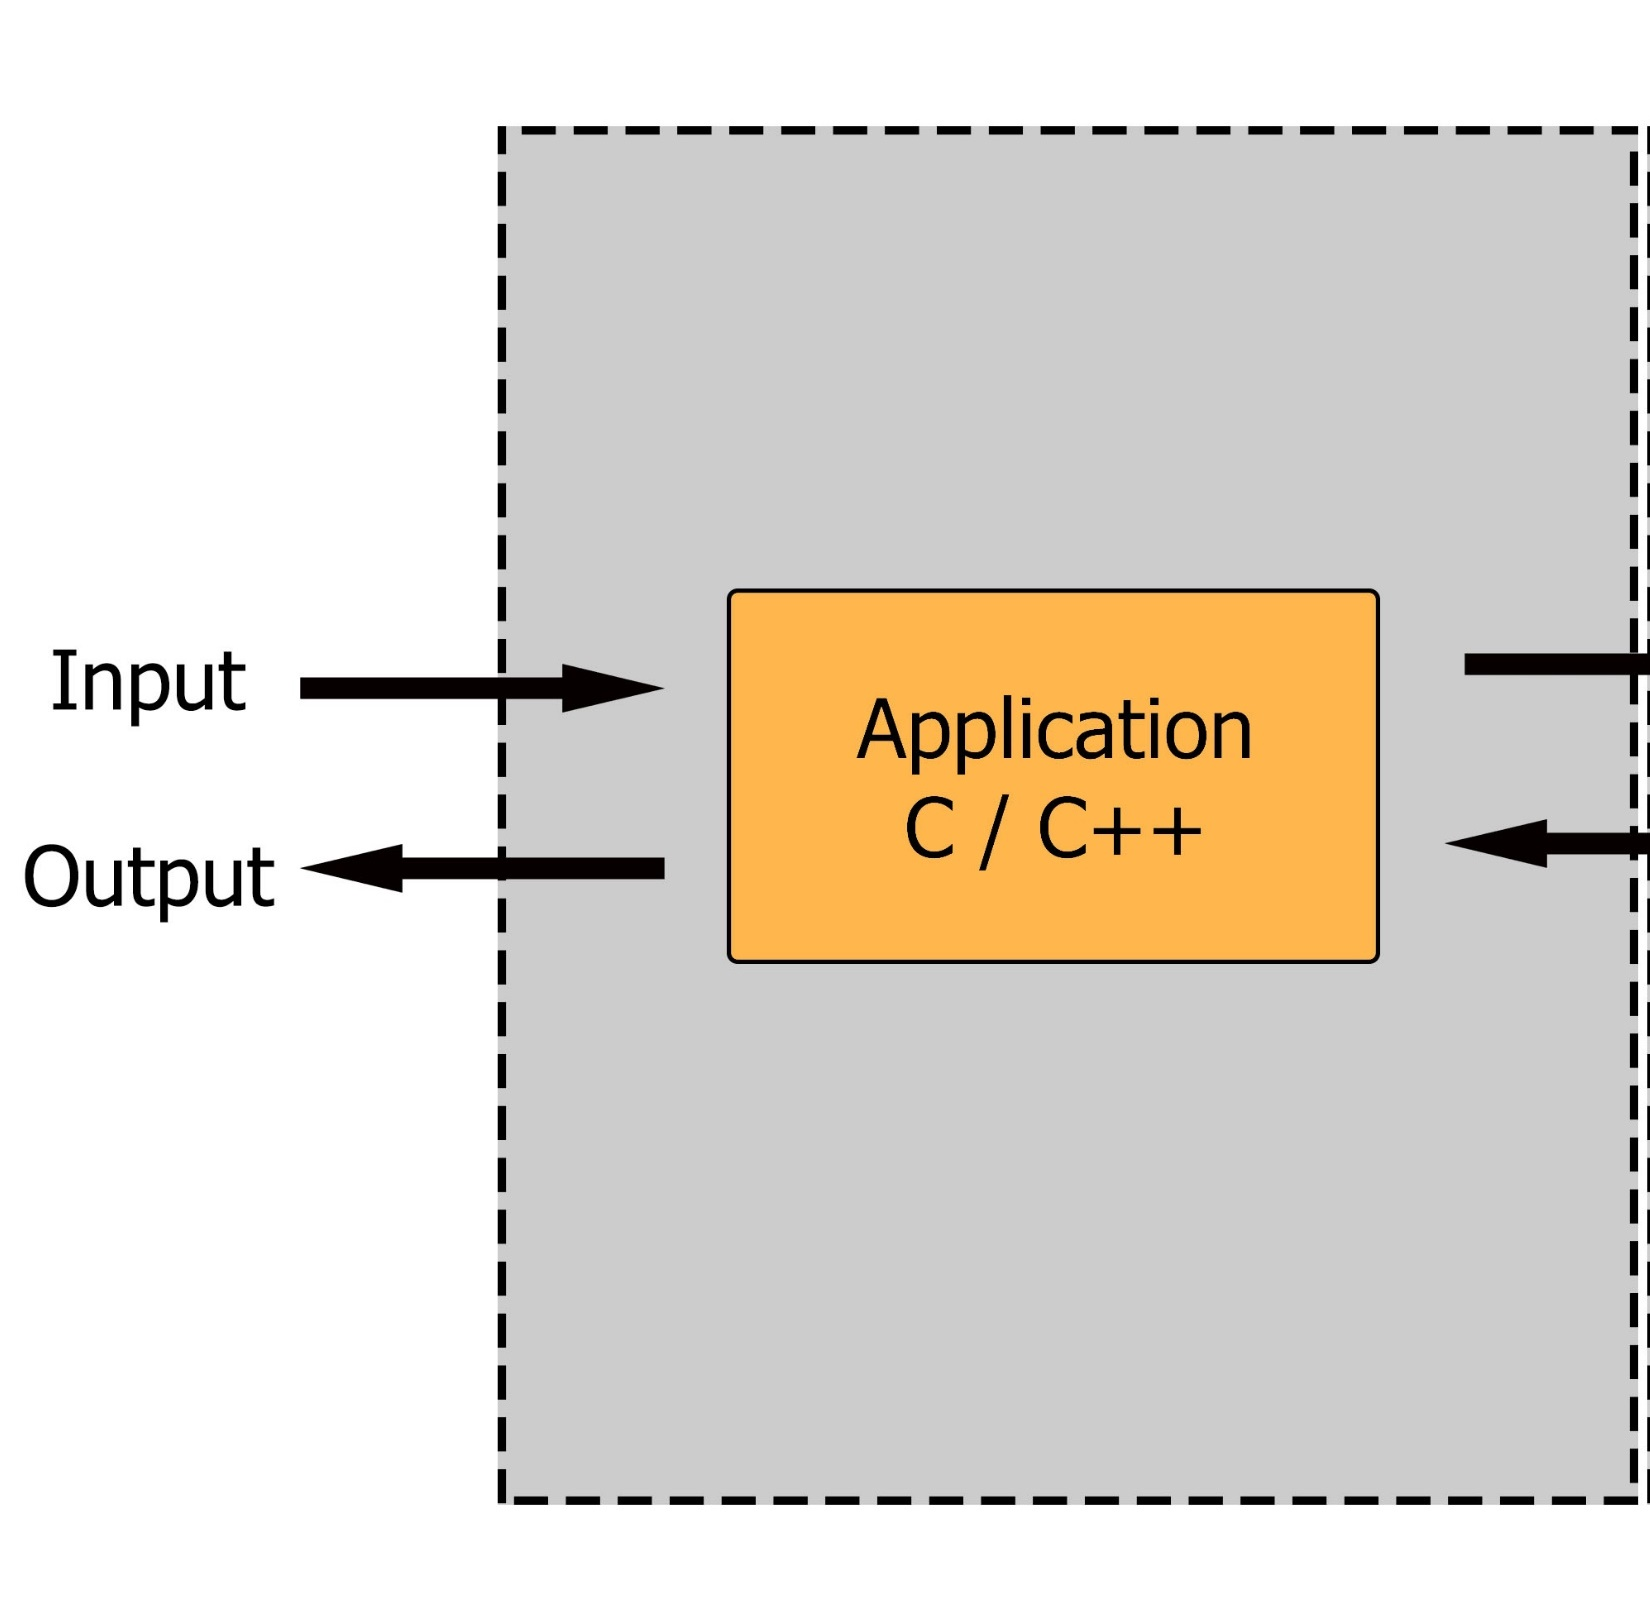 Input
Output
Application
C / C++